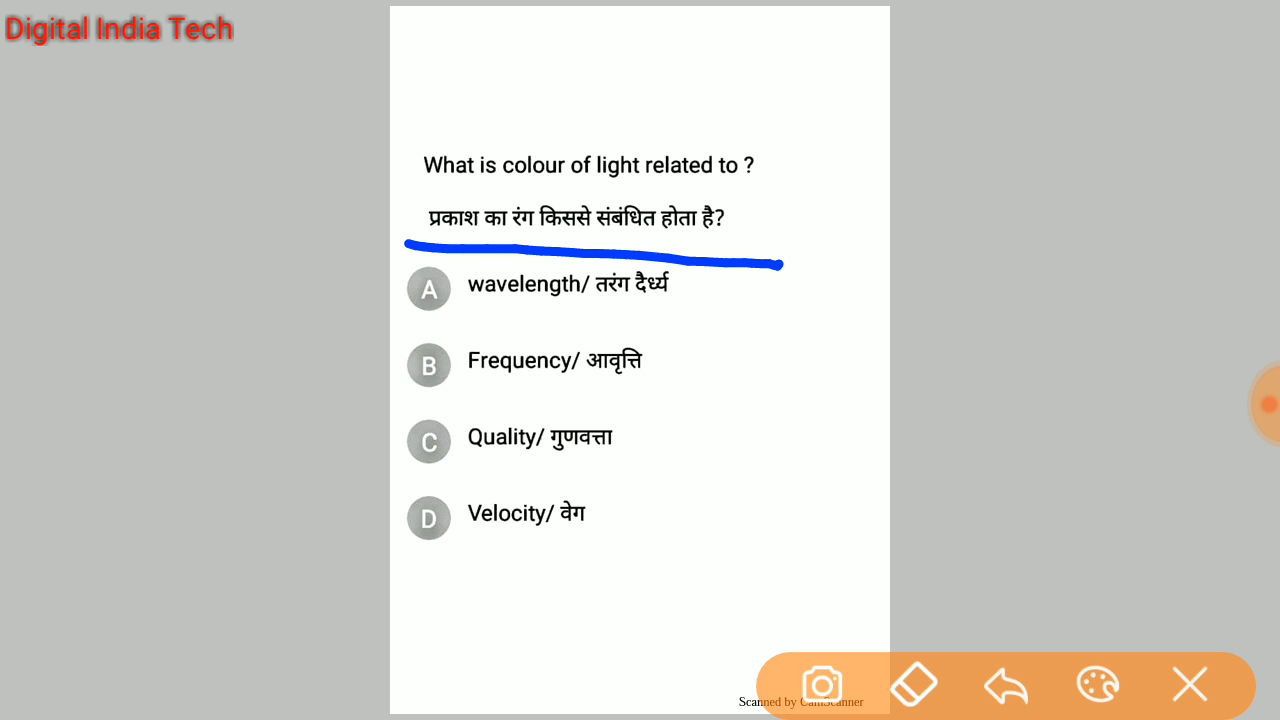 Digital India Tech
What is colour of light related to ?
प्रकाश का रंग किससे संबंधित होता है?
A wavelength/ तरंग दैर्ध्य
B Frequency/ आवृत्ति
C Quality/ गुणवत्ता
D Velocity/ वेग
Scanned by CamScanner